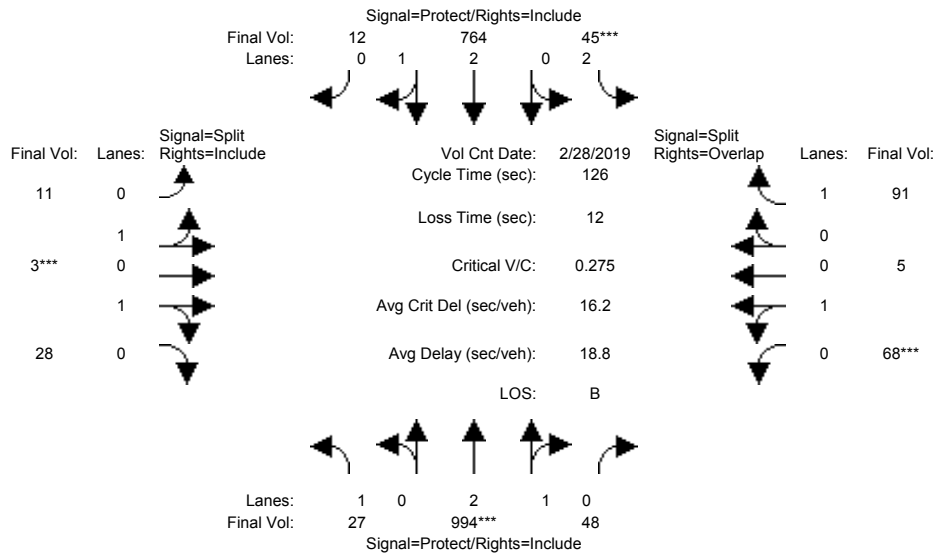 Signal=Protect/Rights=Include
Final Vol: 12 764 45***
Lanes: 0 1 2 0 2
Signal=Split Signal=Split
Final Vol: Lanes: Rights=Include Vol Cnt Date: 2/28/2019 Rights=Overlap Lanes: Final Vol:
Cycle Time (sec): 126
11 0 1 91
Loss Time (sec): 12
1 0
3*** 0 Critical V/C: 0.275 0 5
1 Avg Crit Del (sec/veh): 16.2 1
28 0 Avg Delay (sec/veh): 18.8 0 68***
LOS: B
Lanes: 1 0 2 1 0
Final Vol: 27 994*** 48
Signal=Protect/Rights=Include